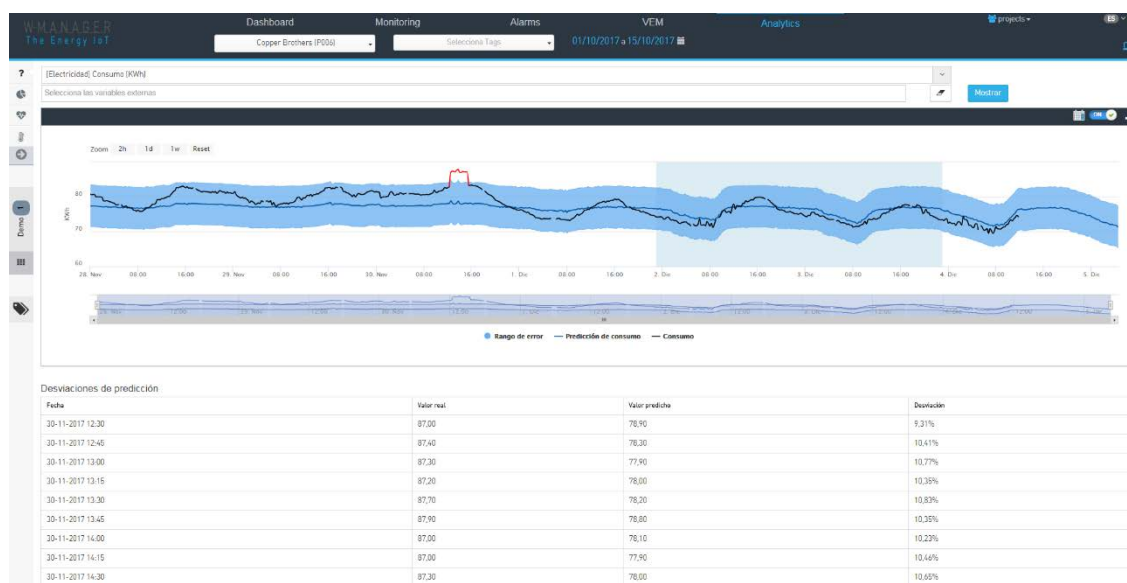 W·M.A.N.A.G.E.R
The Energy IoT
Dashboard Monitoring Alarms VEM Analytics projects ES
Copper Brothers (P006) Selecciona Tags 01/10/2017 a 15/10/2017
[Electricidad] Consumo (KWh)
Selecciona las variables externas Mostrar
ON
Zoom 2h 1d 1w Reset
80
70
60
KWh
Demo
28. Nov 08:00 16:00 29. Nov 08:00 16:00 30. Nov 08:00 16:00 1. Dic 08:00 16:00 2. Dic 08:00 16:00 3. Dic 08:00 16:00 4. Dic 08:00 16:00 5. Dic
Rango de error Predicción de consumo Consumo
Desviaciones de predicción
Fecha Valor real Valor predicho Desviación
30-11-2017 12:30 87,00 78,90 9,31%
30-11-2017 12:45 87,40 78,30 10,41%
30-11-2017 13:00 87,30 77,90 10,77%
30-11-2017 13:15 87,20 78,00 10,35%
30-11-2017 13:30 87,70 78,20 10,83%
30-11-2017 13:45 87,90 78,80 10,35%
30-11-2017 14:00 87,00 78,10 10,23%
30-11-2017 14:15 87,00 77,90 10,46%
30-11-2017 14:30 87,30 78,00 10,65%